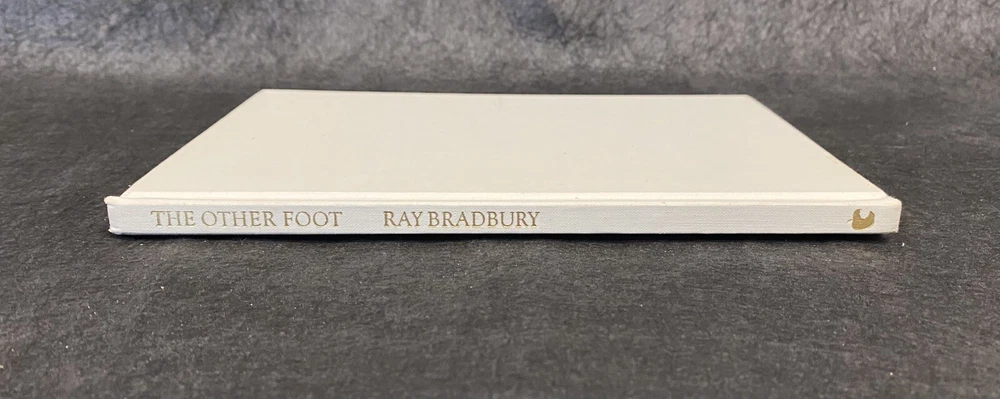 THE OTHER FOOT RAY BRADBURY